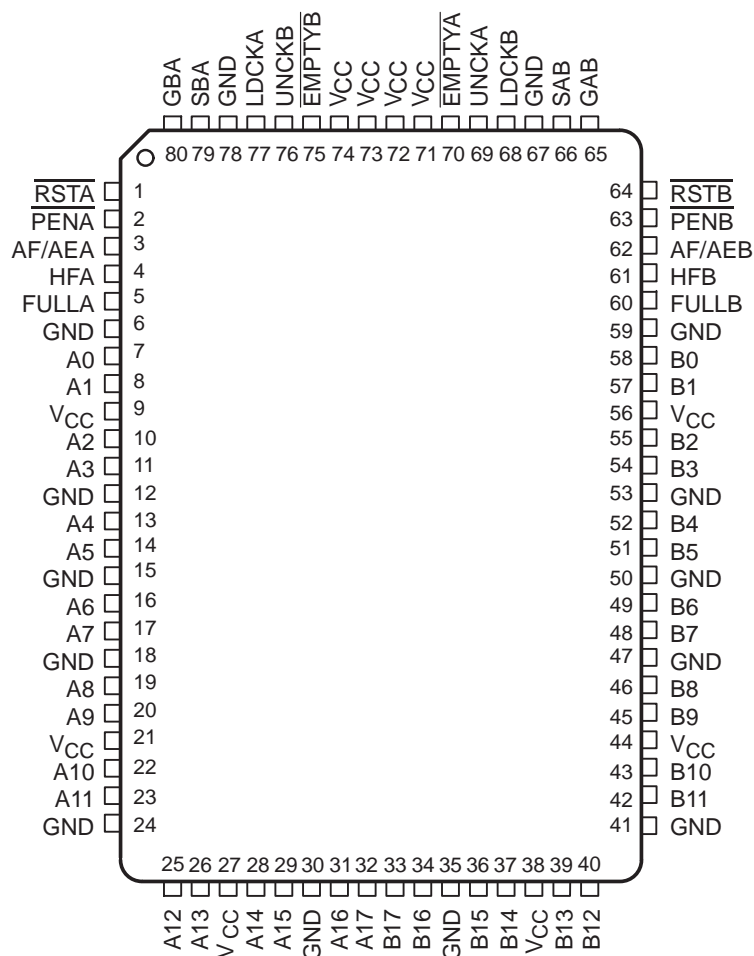 GBA SBA GND LDCKA UNCKB EMPTYB VCC VCC VCC VCC EMPTYA UNCKA LDCKB GND SAB GAB
80 79 78 77 76 75 74 73 72 71 70 69 68 67 66 65
RSTA 1 64 RSTB
PENA 2 63 PENB
AF/AEA 3 62 AF/AEB
HFA 4 61 HFB
FULLA 5 60 FULLB
GND 6 59 GND
A0 7 58 B0
A1 8 57 B1
VCC 9 56 VCC
A2 10 55 B2
A3 11 54 B3
GND 12 53 GND
A4 13 52 B4
A5 14 51 B5
GND 15 50 GND
A6 16 49 B6
A7 17 48 B7
GND 18 47 GND
A8 19 46 B8
A9 20 45 B9
VCC 21 44 VCC
A10 22 43 B10
A11 23 42 B11
GND 24 41 GND
25 26 27 28 29 30 31 32 33 34 35 36 37 38 39 40
A12 A13 VCC A14 A15 GND A16 A17 B17 B16 GND B15 B14 VCC B13 B12